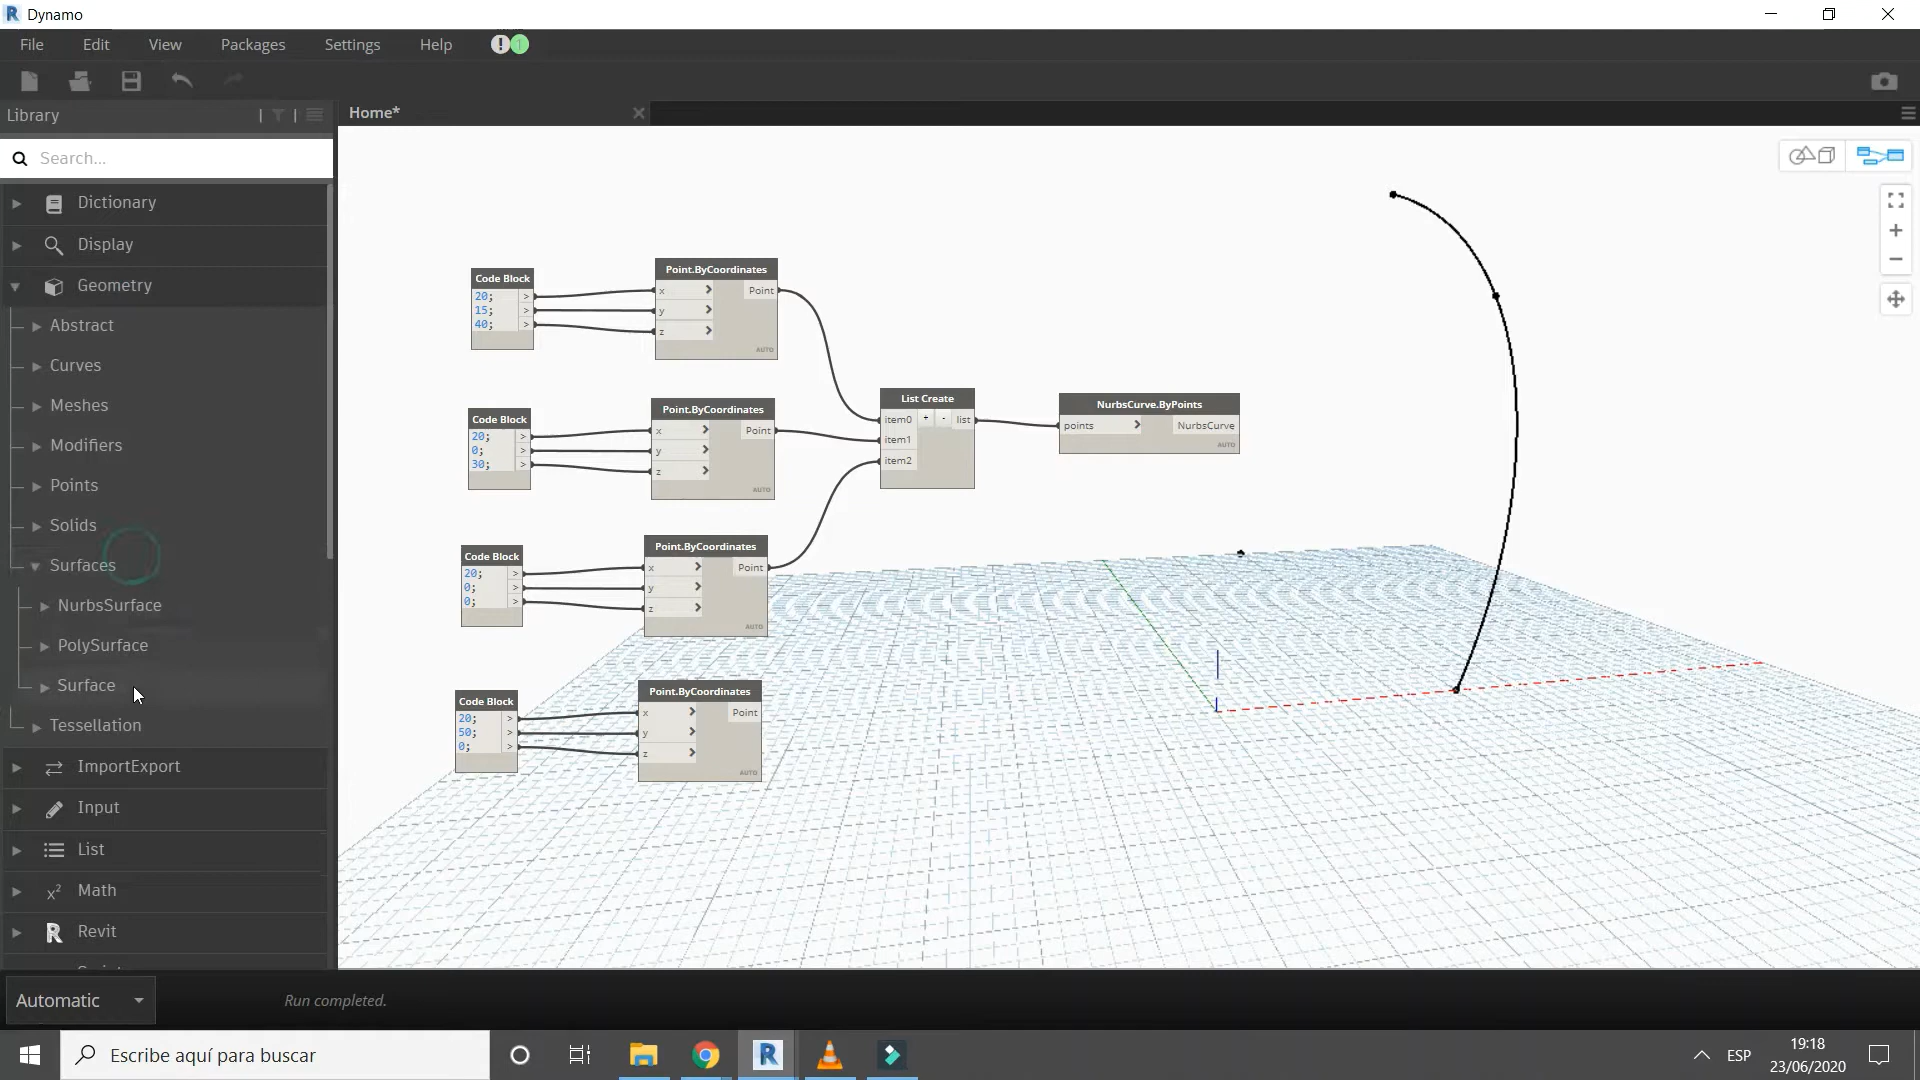 Dynamo
File Edit View Packages Settings Help
Library
Home*
Search...
Dictionary
Display
Geometry
Abstract
Curves
Meshes
Modifiers
Points
Solids
Surfaces
NurbsSurface
PolySurface
Surface
Tessellation
ImportExport
Input
List
Math
Revit
Code Block
20;
15;
40;
Point.ByCoordinates
x
y
z
Point
AUTO
Code Block
20;
0;
30;
Point.ByCoordinates
x
y
z
Point
AUTO
Code Block
20;
0;
0;
Point.ByCoordinates
x
y
z
Point
AUTO
Code Block
20;
50;
0;
Point.ByCoordinates
x
y
z
Point
AUTO
List Create
item0 + - list
item1
item2
NurbsCurve.ByPoints
points > NurbsCurve
AUTO
Automatic
Run completed.
Escribe aquí para buscar
ESP
19:18
23/06/2020